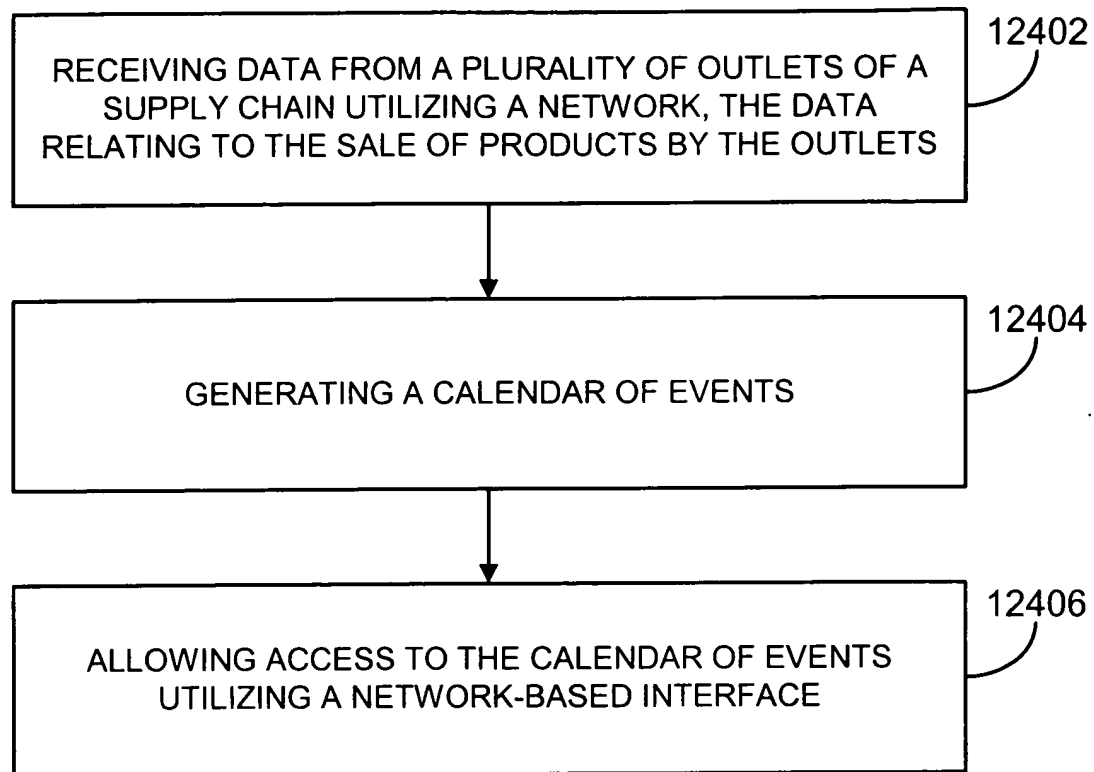 12402
RECEIVING DATA FROM A PLURALITY OF OUTLETS OF A
SUPPLY CHAIN UTILIZING A NETWORK, THE DATA
RELATING TO THE SALE OF PRODUCTS BY THE OUTLETS
12404
GENERATING A CALENDAR OF EVENTS
12406
ALLOWING ACCESS TO THE CALENDAR OF EVENTS
UTILIZING A NETWORK-BASED INTERFACE